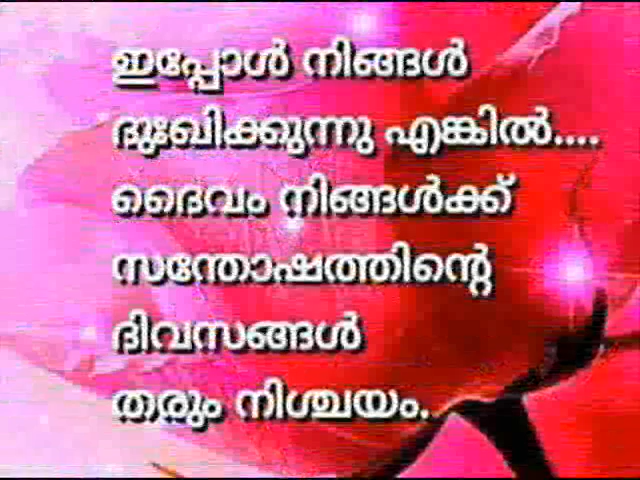 ഇപ്പോൾ നിങ്ങൾ
ദുഃഖിക്കുന്നു എങ്കിൽ....
ദൈവം നിങ്ങൾക്ക്
സന്തോഷത്തിന്റെ
ദിവസങ്ങൾ
തരും നിശ്ചയം.